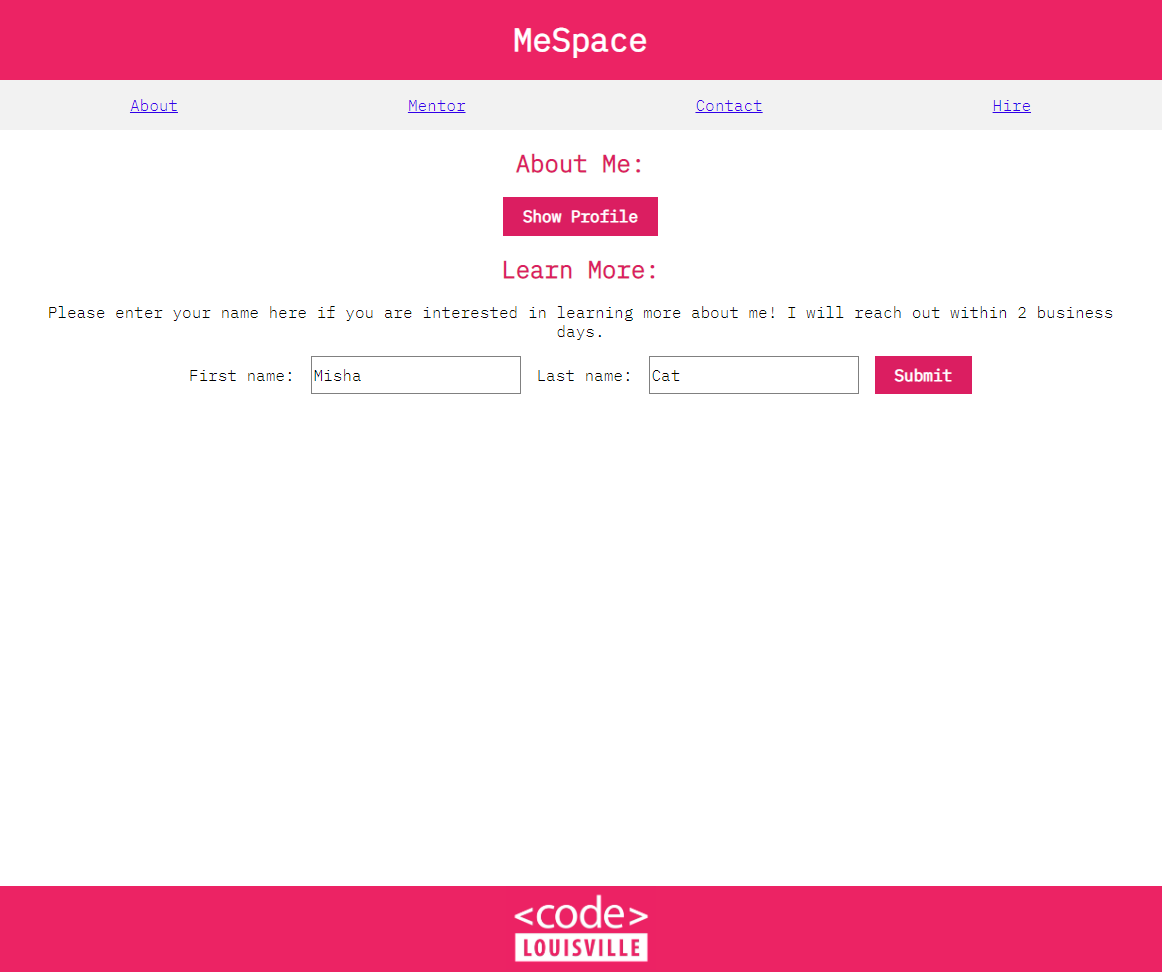 MeSpace
About Mentor Contact Hire
About Me:
Show Profile
Learn More:
Please enter your name here if you are interested in learning more about me! I will reach out within 2 business
days.
First name: Misha Last name: Cat Submit
<code>
LOUISVILLE